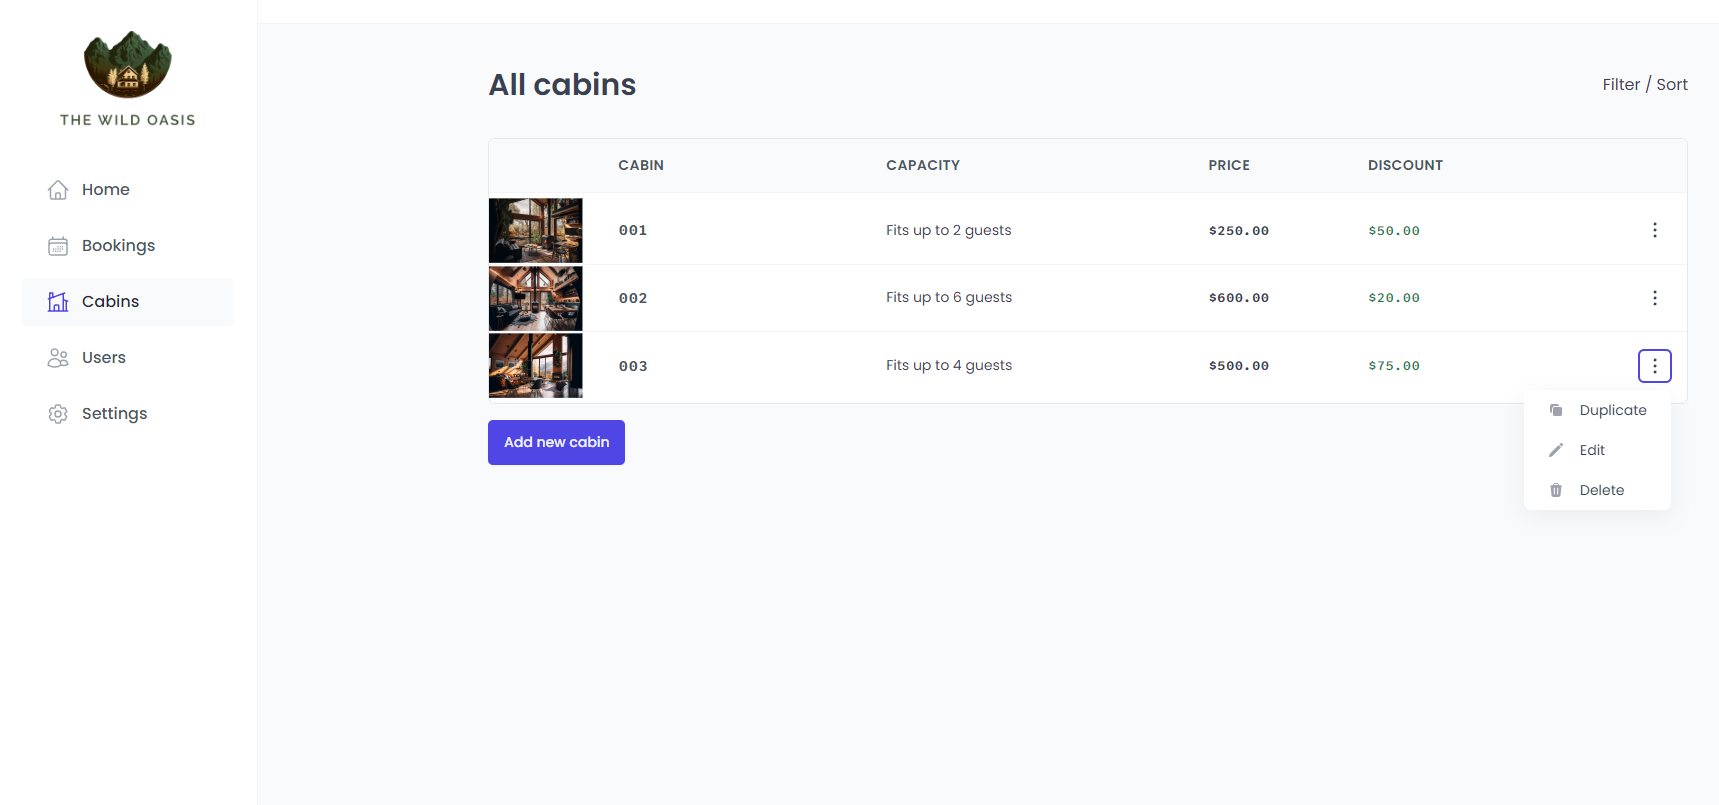 THE WILD OASIS
Home
Bookings
Cabins
Users
Settings
All cabins
Filter / Sort
CABIN CAPACITY PRICE DISCOUNT
001 Fits up to 2 guests $250.00 $50.00
002 Fits up to 6 guests $600.00 $20.00
003 Fits up to 4 guests $500.00 $75.00
Duplicate
Edit
Delete
Add new cabin